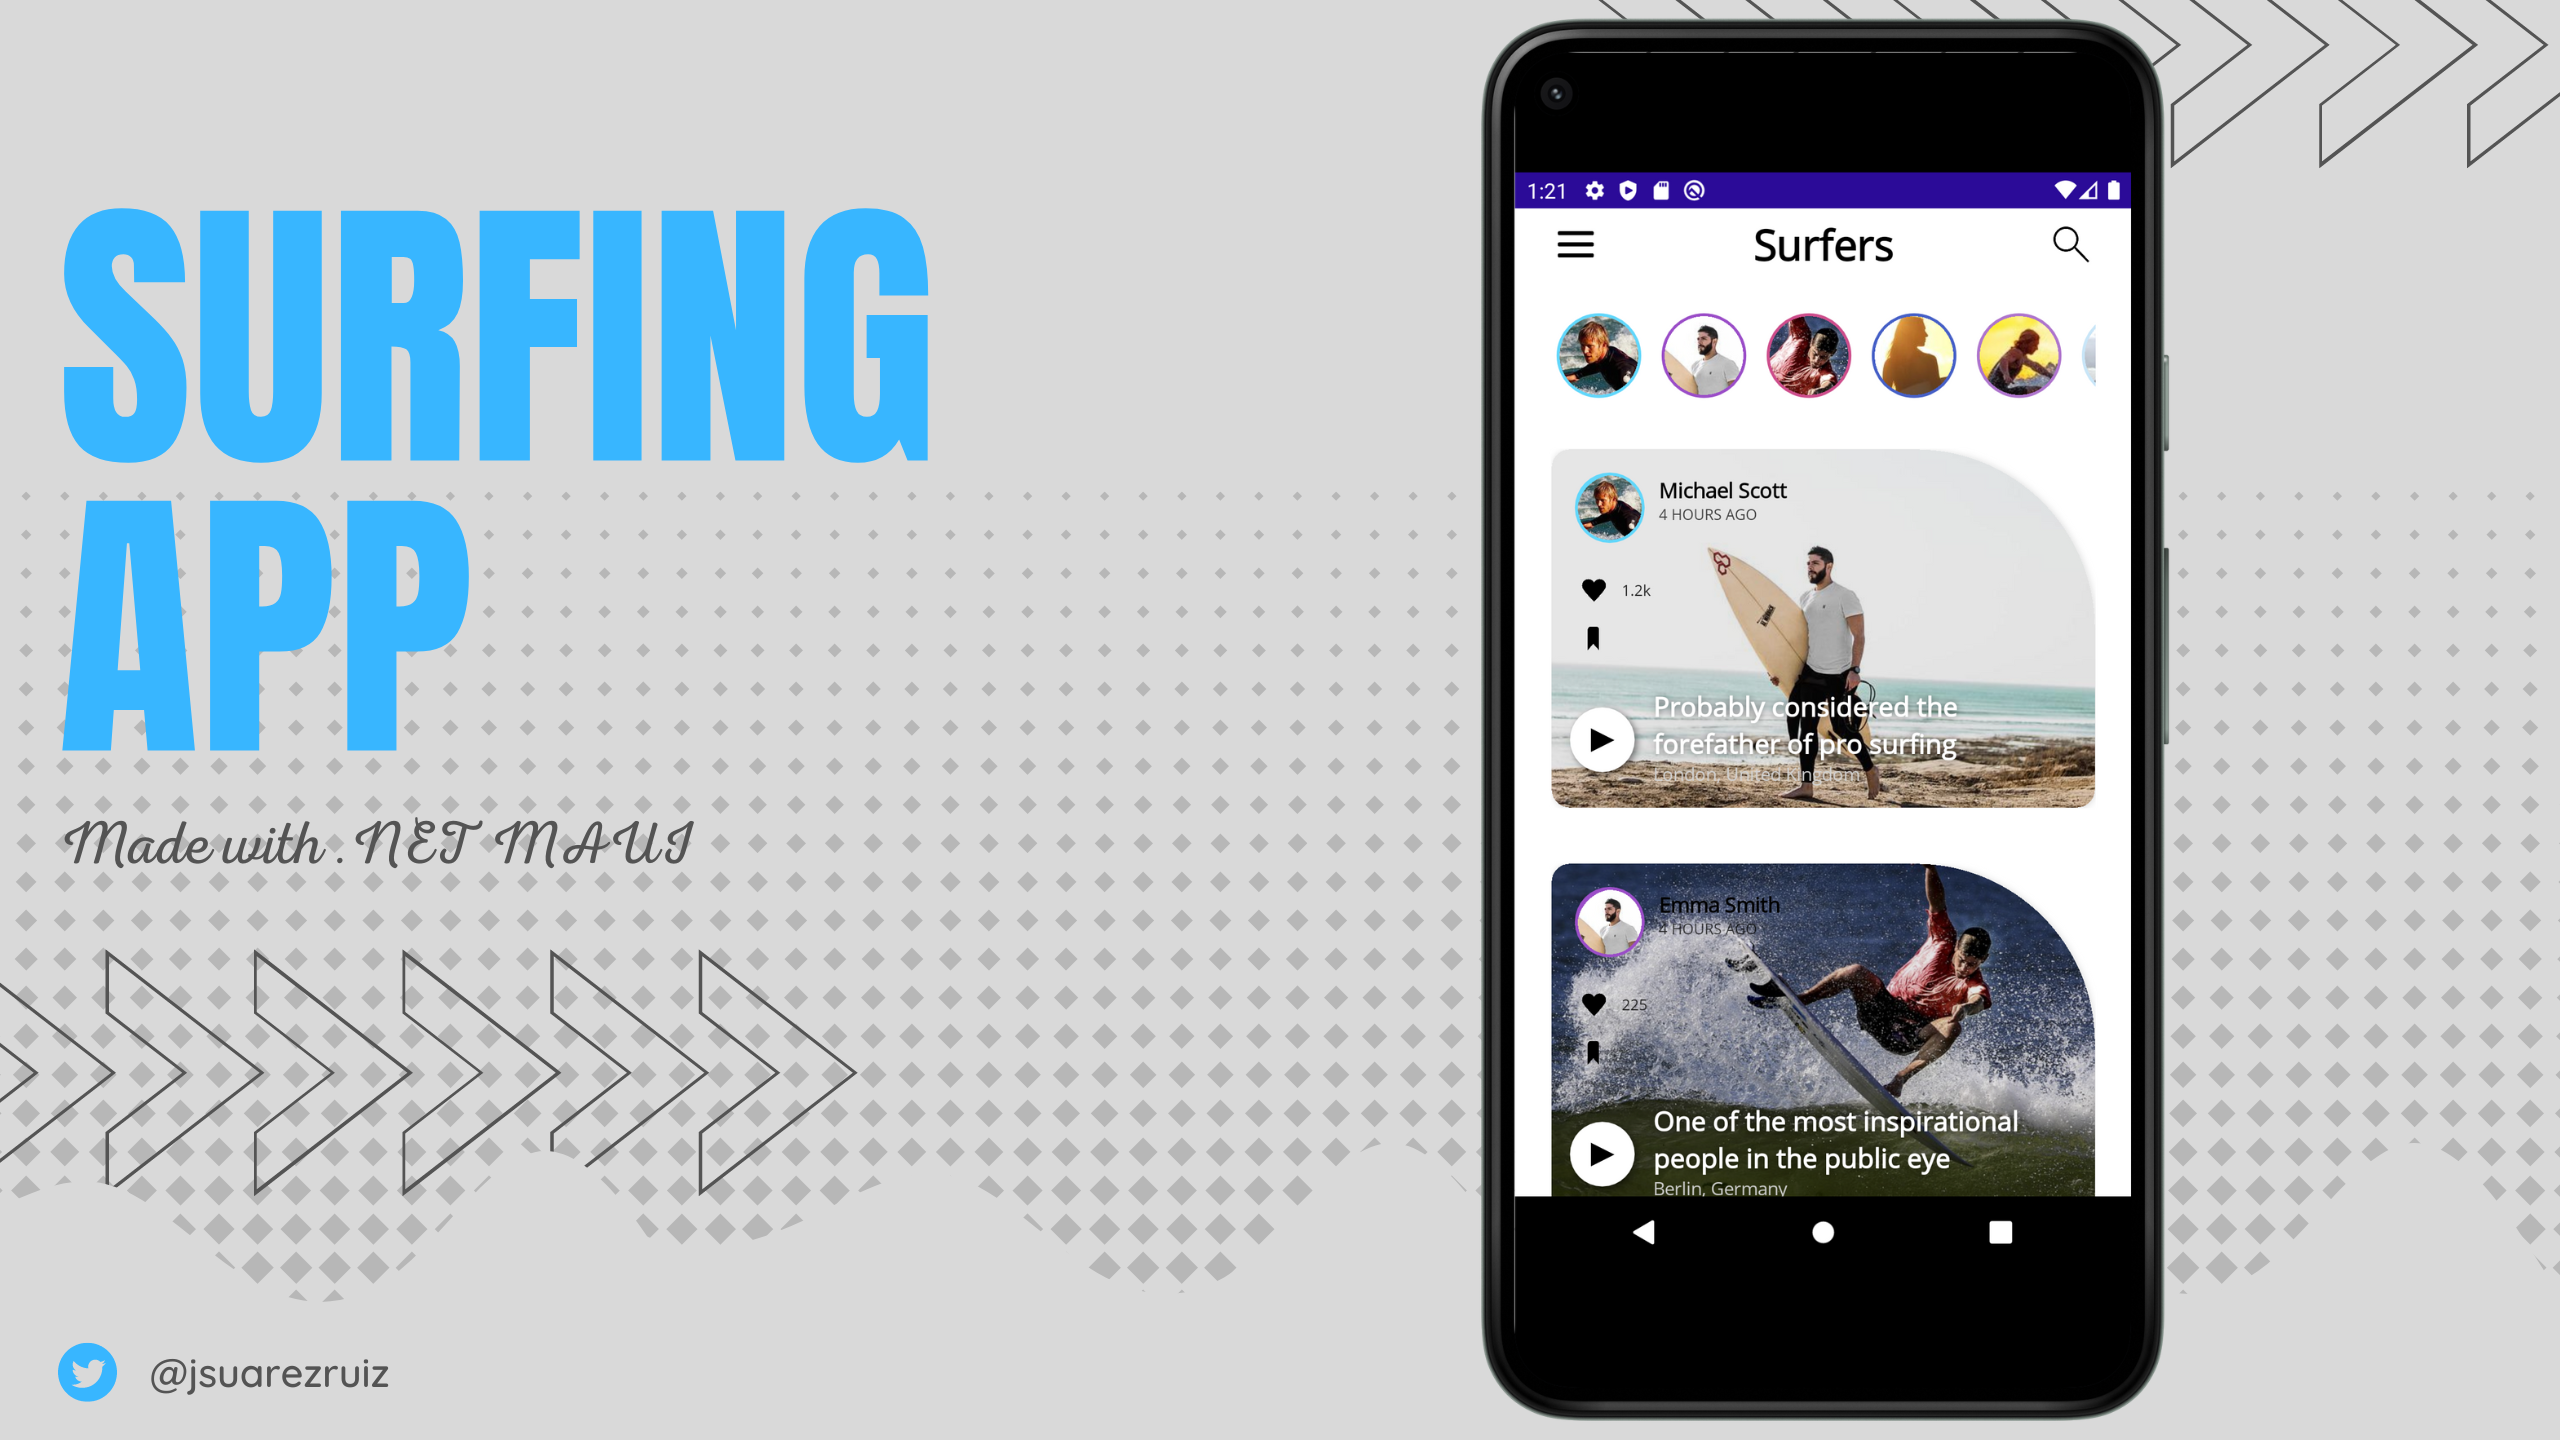 SURFING
APP
Made with .NET MAUI
@jsuarezruiz
1:21
Surfers
Michael Scott
4 HOURS AGO
1.2k
Probably considered the
forefather of pro surfing
London, United Kingdom
Emma Smith
4 HOURS AGO
225
One of the most inspirational
people in the public eye
Berlin, Germany